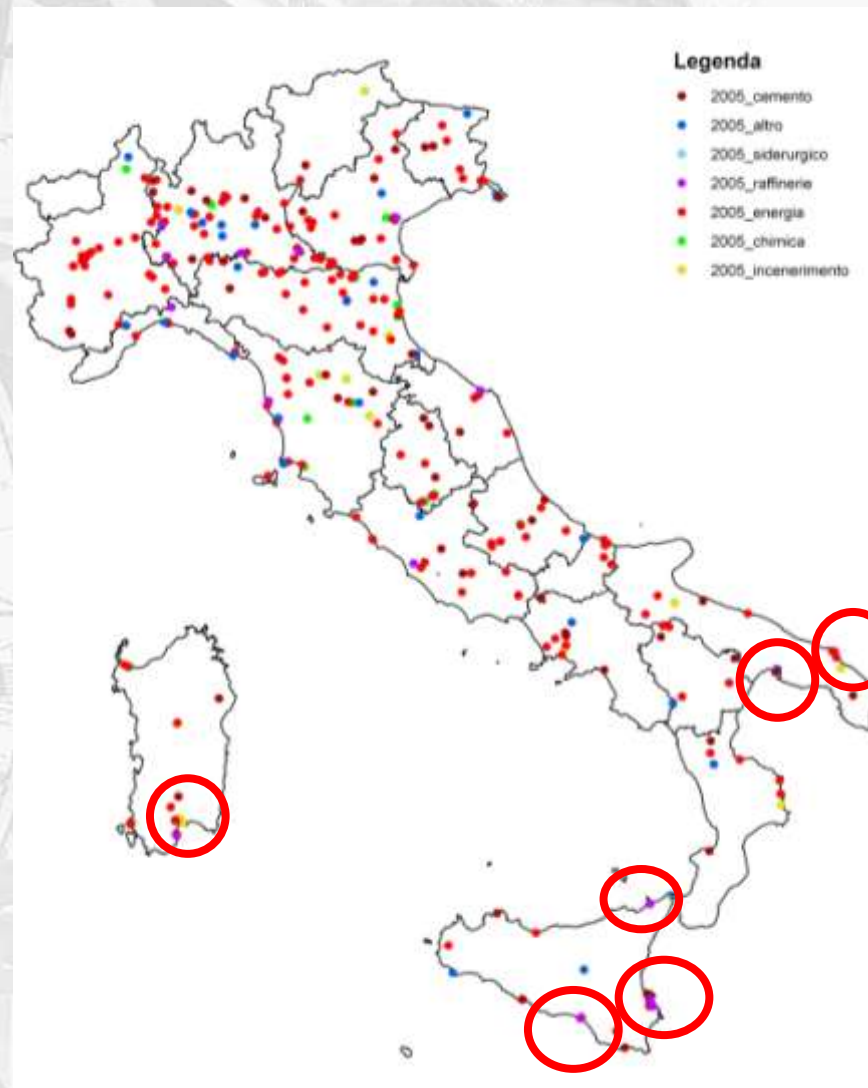 Legenda
2005_cemento
2005_altro
2005_siderurgico
2005_raffinerie
2005_energia
2005_chimica
2005_incenerimento